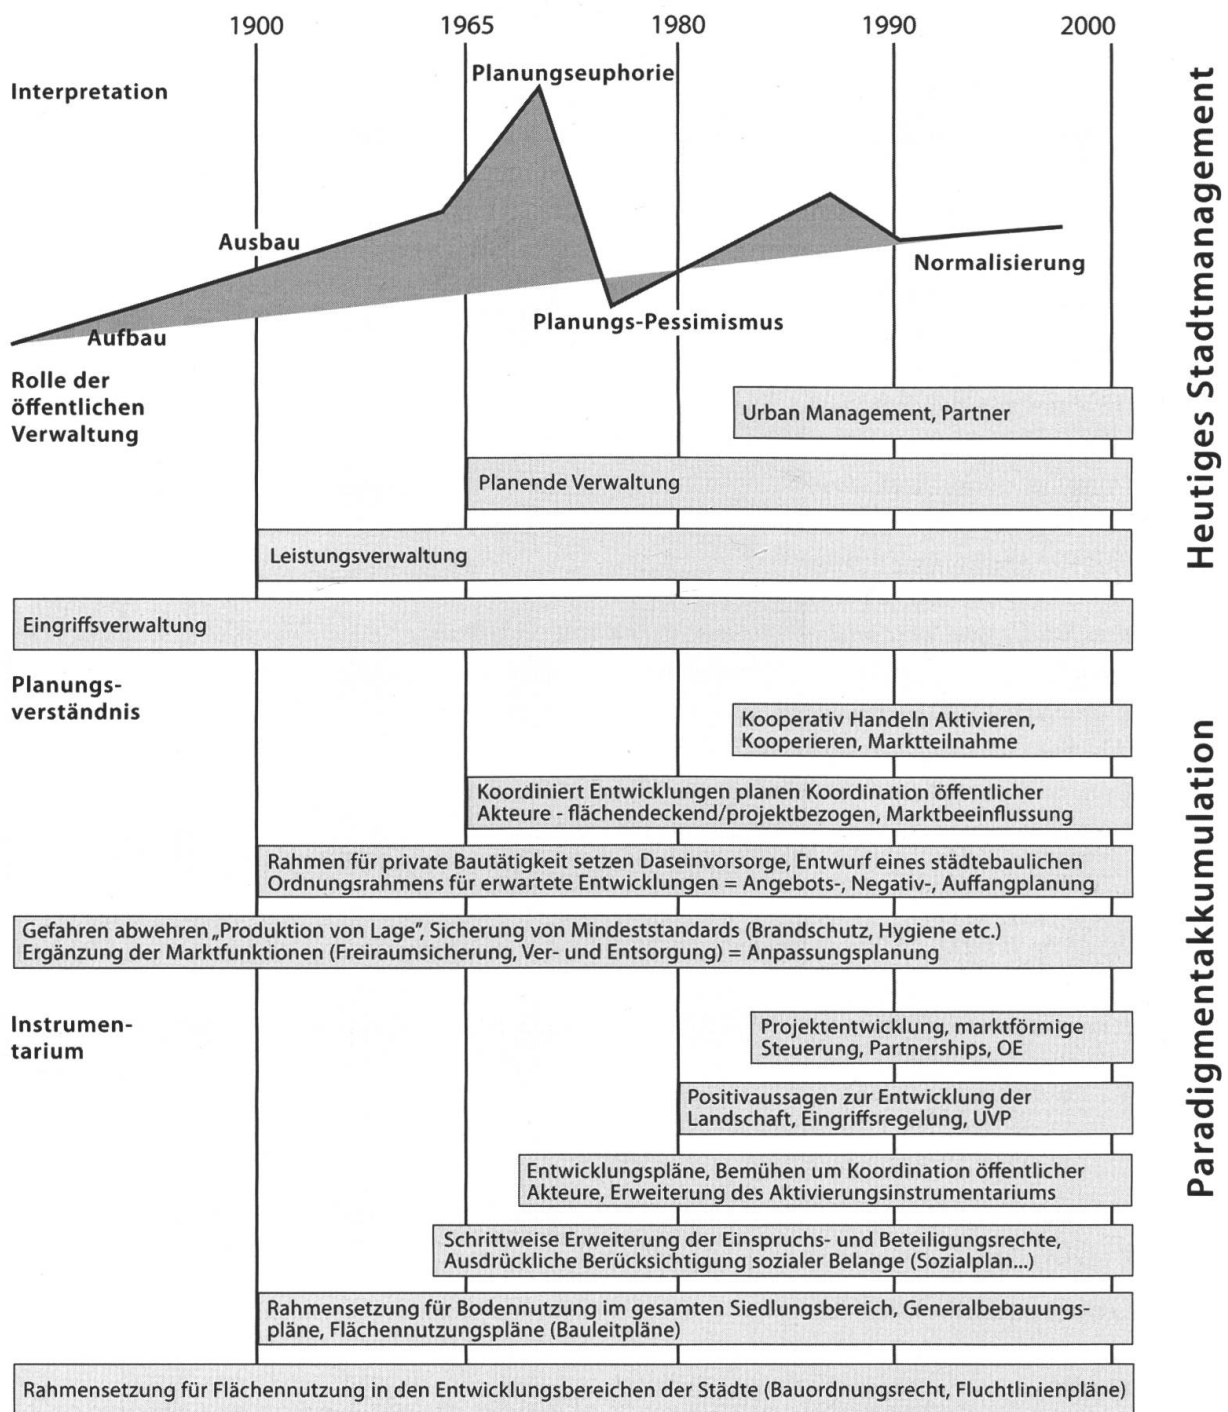 1900 1965 1980 1990 2000
Planungseuphorie
Interpretation
Ausbau
Normalisierung
Planungs-Pessimismus
Aufbau
Rolle der
öffentlichen
Verwaltung
Urban Management, Partner
Planende Verwaltung
Leistungsverwaltung
Eingriffsverwaltung
Planungs-
verständnis
Kooperativ Handeln Aktivieren,
Kooperieren, Marktteilnahme
Koordiniert Entwicklungen planen Koordination öffentlicher
Akteure - flächendeckend/projektbezogen, Marktbeeinflussung
Rahmen für private Bautätigkeit setzen Daseinvorsorge, Entwurf eines städtebaulichen
Ordnungsrahmens für erwartete Entwicklungen = Angebots-, Negativ-, Auffangplanung
Gefahren abwehren „Produktion von Lage”, Sicherung von Mindeststandards (Brandschutz, Hygiene etc.)
Ergänzung der Marktfunktionen (Freiraumsicherung, Ver- und Entsorgung) = Anpassungsplanung
Instrumen-
tarium
Projektentwicklung, marktförmige
Steuerung, Partnerships, OE
Positivaussagen zur Entwicklung der
Landschaft, Eingriffsregelung, UVP
Entwicklungspläne, Bemühen um Koordination öffentlicher
Akteure, Erweiterung des Aktivierungsinstrumentariums
Schrittweise Erweiterung der Einspruchs- und Beteiligungsrechte,
Ausdrückliche Berücksichtigung sozialer Belange (Sozialplan...)
Rahmensetzung für Bodennutzung im gesamten Siedlungsbereich, Generalbebauungs-
pläne, Flächennutzungspläne (Bauleitpläne)
Rahmensetzung für Flächennutzung in den Entwicklungsbereichen der Städte (Bauordnungsrecht, Fluchtlinienpläne)
Heutiges Stadtmanagement
Paradigmentakkumulation